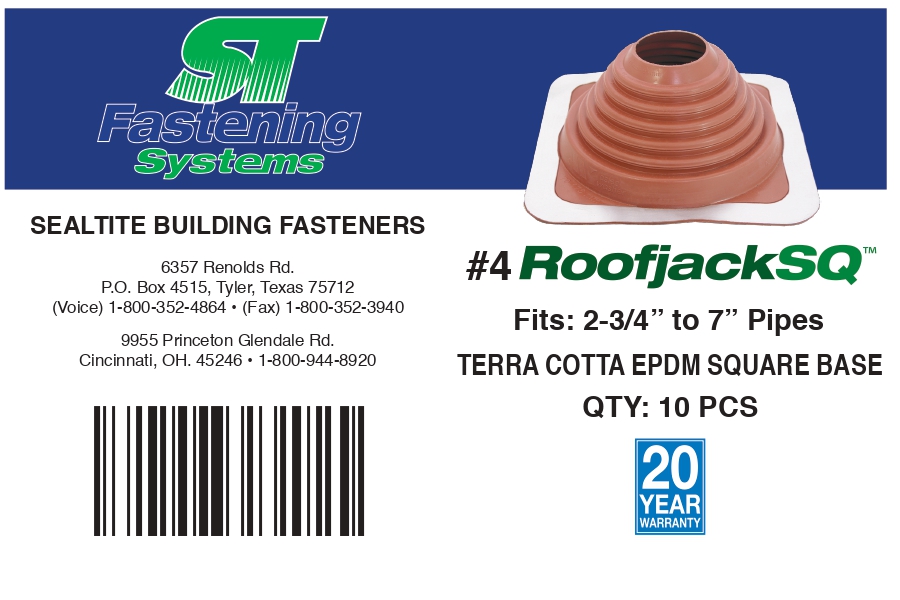 ST
Fastening
Systems
SEALTITE BUILDING FASTENERS
6357 Renolds Rd.
P.O. Box 4515, Tyler, Texas 75712
(Voice) 1-800-352-4864 • (Fax) 1-800-352-3940
9955 Princeton Glendale Rd.
Cincinnati, OH. 45246 • 1-800-944-8920
#4 RoofjackSQ™
Fits: 2-3/4” to 7” Pipes
TERRA COTTA EPDM SQUARE BASE
QTY: 10 PCS
20
YEAR
WARRANTY